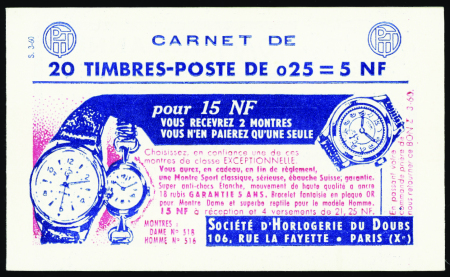 PTT
CARNET DE
PTT
S. 3-60
20 TIMBRES-POSTE DE 0,25 = 5 NF
pour 15 NF
VOUS RECEVREZ 2 MONTRES
VOUS N'EN PAIEREZ QU'UNE SEULE
Choisissez, en confiance une de ces
montres de classe EXCEPTIONNELLE.
Vous aurez, en cadeau, en fin de règlement,
une Montre Sport classique, sérieuse, ébauche Suisse, garantie.
Super anti-chocs Etanche, mouvement de haute qualité a ancre
18 rubis GARANTIE 5 ANS. Bracelet fantaisie en plaqué OR
pour Montre Dame et superbe reptile pour le modèle Homme.
15 NF à réception et 4 versements de 21,25 NF.
MONTRES :
DAME N° 518
HOMME N° 516
SOCIÉTÉ D'HORLOGERIE DU DOUBS
106, RUE LA FAYETTE - PARIS (Xe)